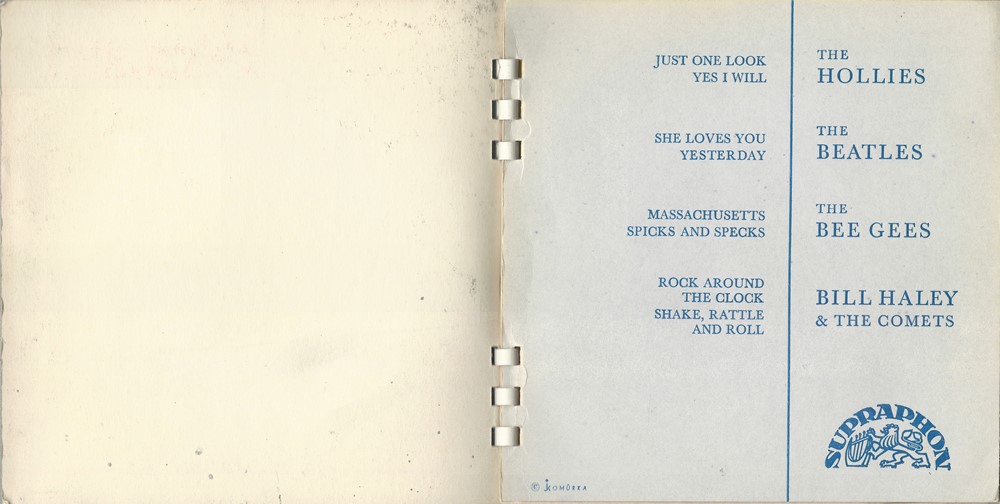 JUST ONE LOOK
YES I WILL
THE
HOLLIES
SHE LOVES YOU
YESTERDAY
THE
BEATLES
MASSACHUSETTS
SPICKS AND SPECKS
THE
BEE GEES
ROCK AROUND
THE CLOCK
SHAKE, RATTLE
AND ROLL
BILL HALEY
& THE COMETS
SUPRAPHON